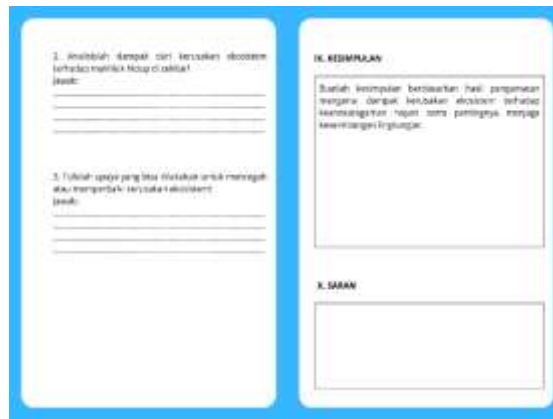 2. Analisislah dampak dari kerusakan ekosistem
terhadap makhluk hidup di sekitar!
Jawab:
3. Tulislah upaya yang bisa dilakukan untuk mencegah
atau memperbaiki kerusakan ekosistem!
Jawab:
IX. KESIMPULAN
Buatlah kesimpulan berdasarkan hasil pengamatan
mengenai dampak kerusakan ekosistem terhadap
keanekaragaman hayati serta pentingnya menjaga
keseimbangan lingkungan.
X. SARAN